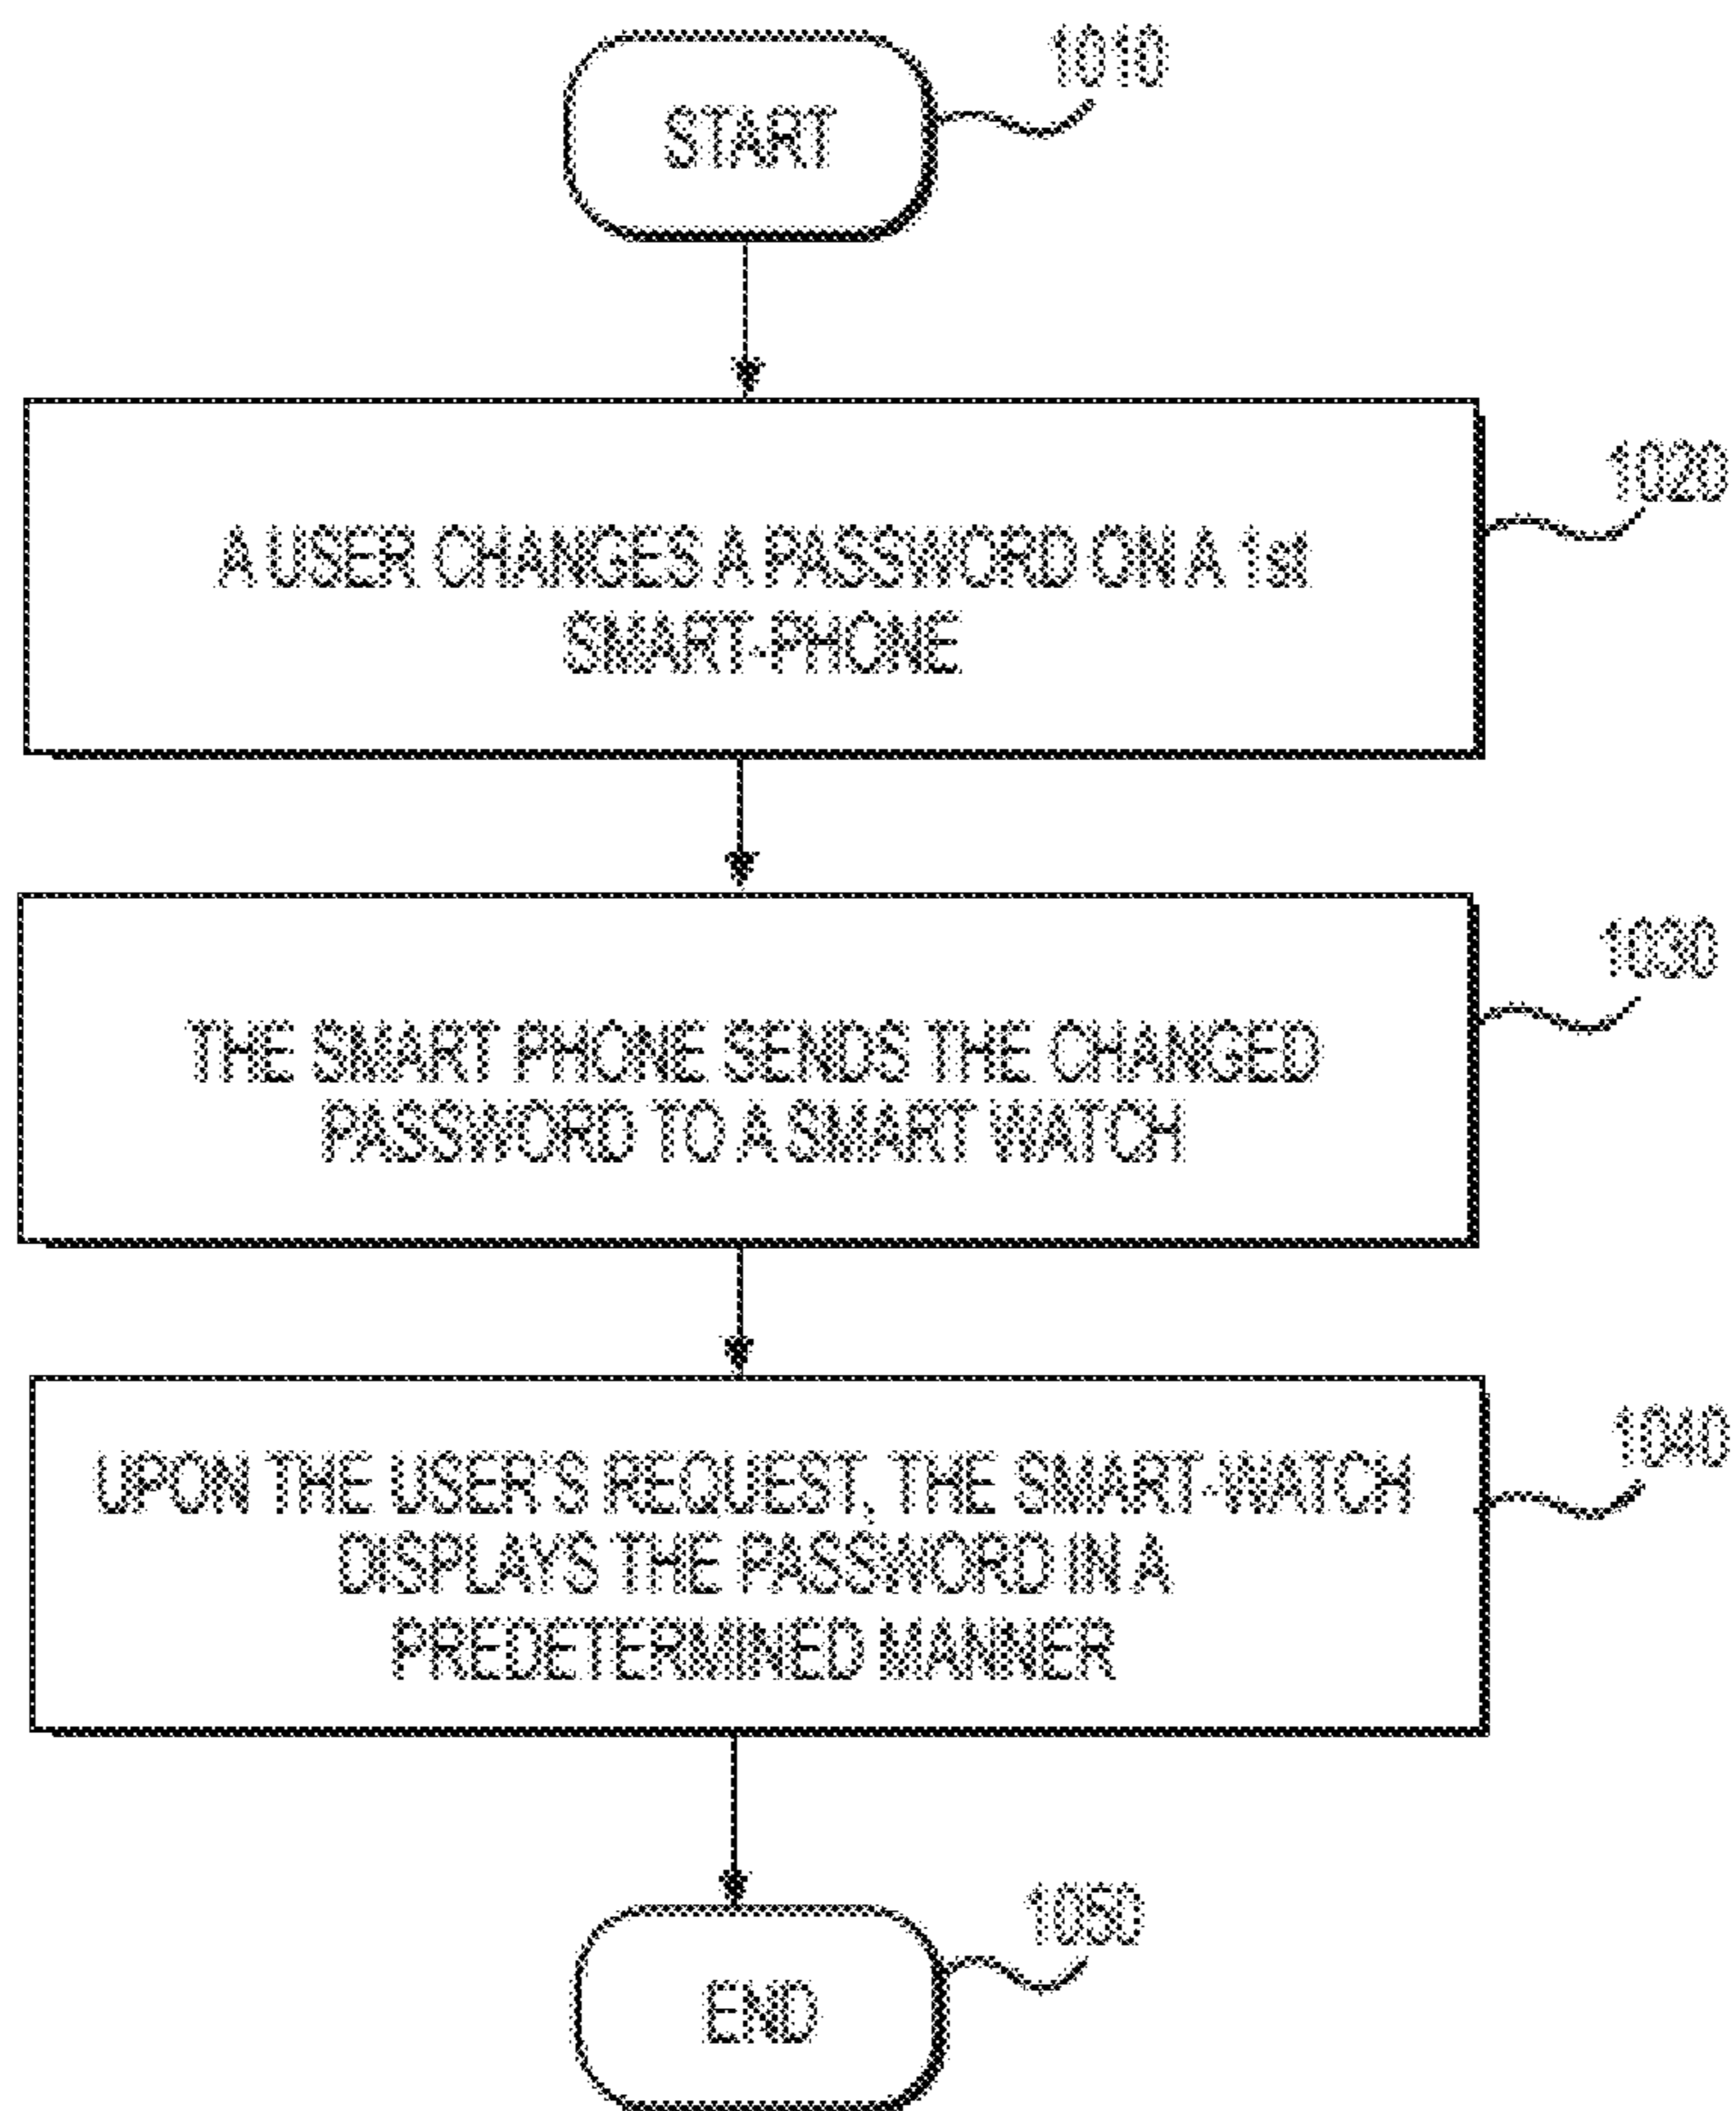 START
1010
A USER CHANGES A PASSWORD ON A 1st
SMART-PHONE
1020
THE SMART PHONE SENDS THE CHANGED
PASSWORD TO A SMART WATCH
1030
UPON THE USER'S REQUEST, THE SMART-WATCH
DISPLAYS THE PASSWORD IN A
PREDETERMINED MANNER
1040
END
1050